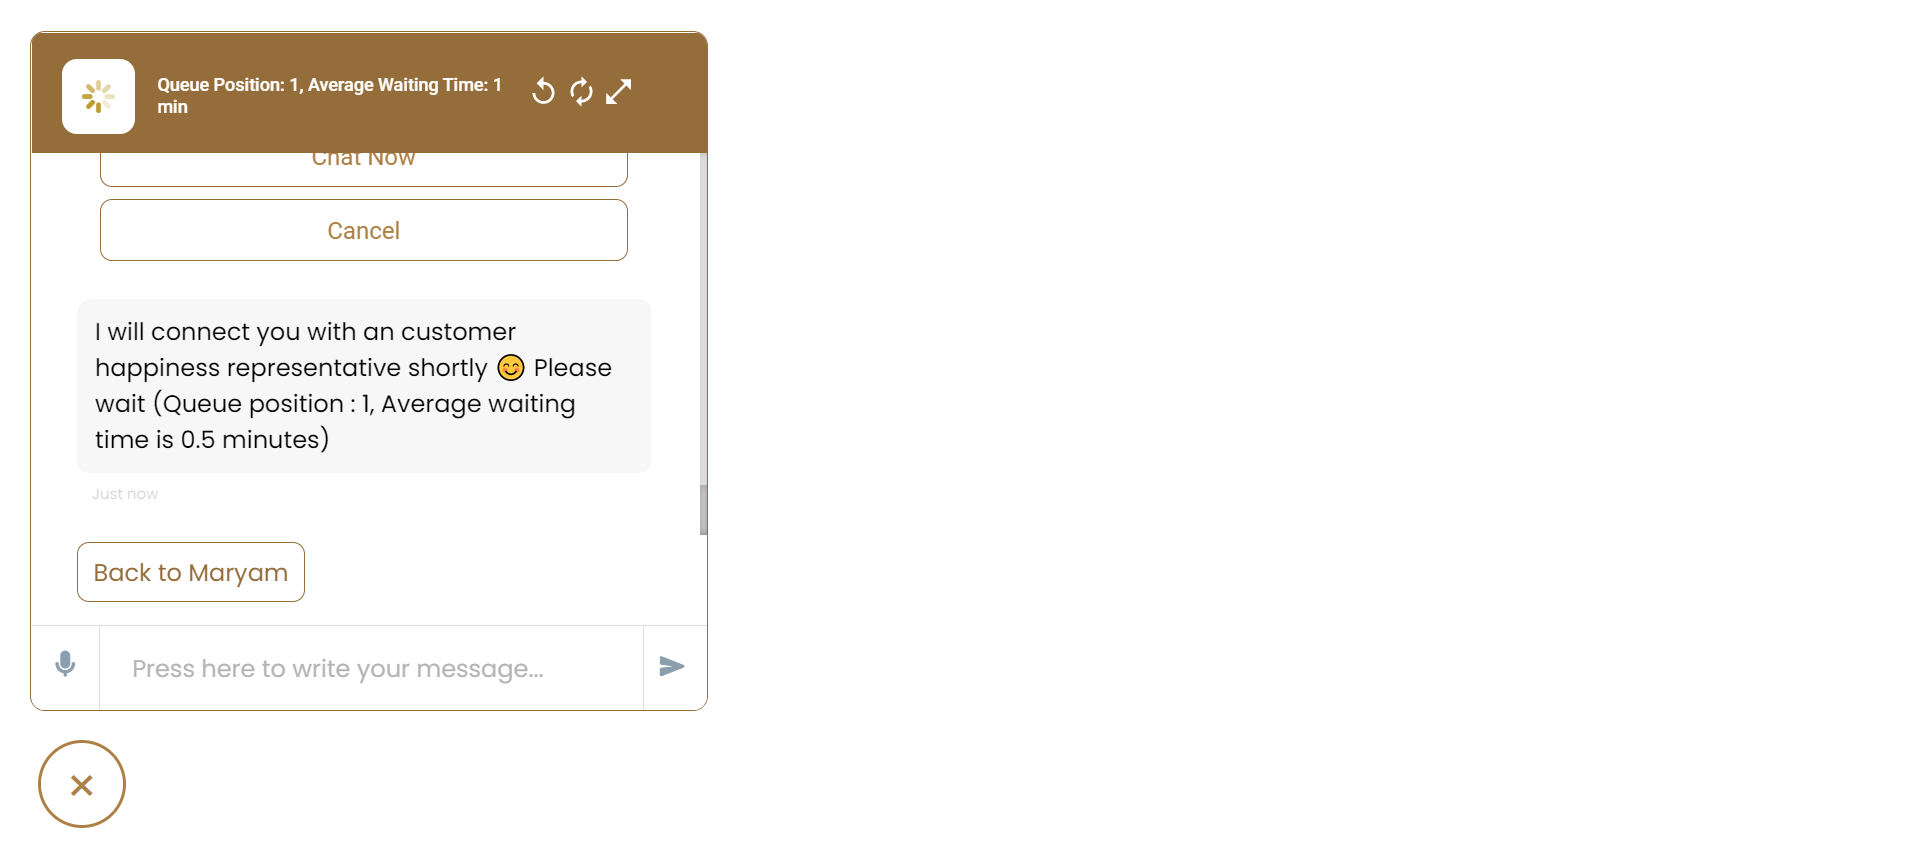 Queue Position: 1, Average Waiting Time: 1
min
Chat Now
Cancel
I will connect you with an customer
happiness representative shortly 😊 Please
wait (Queue position : 1, Average waiting
time is 0.5 minutes)
Just now
Back to Maryam
Press here to write your message...